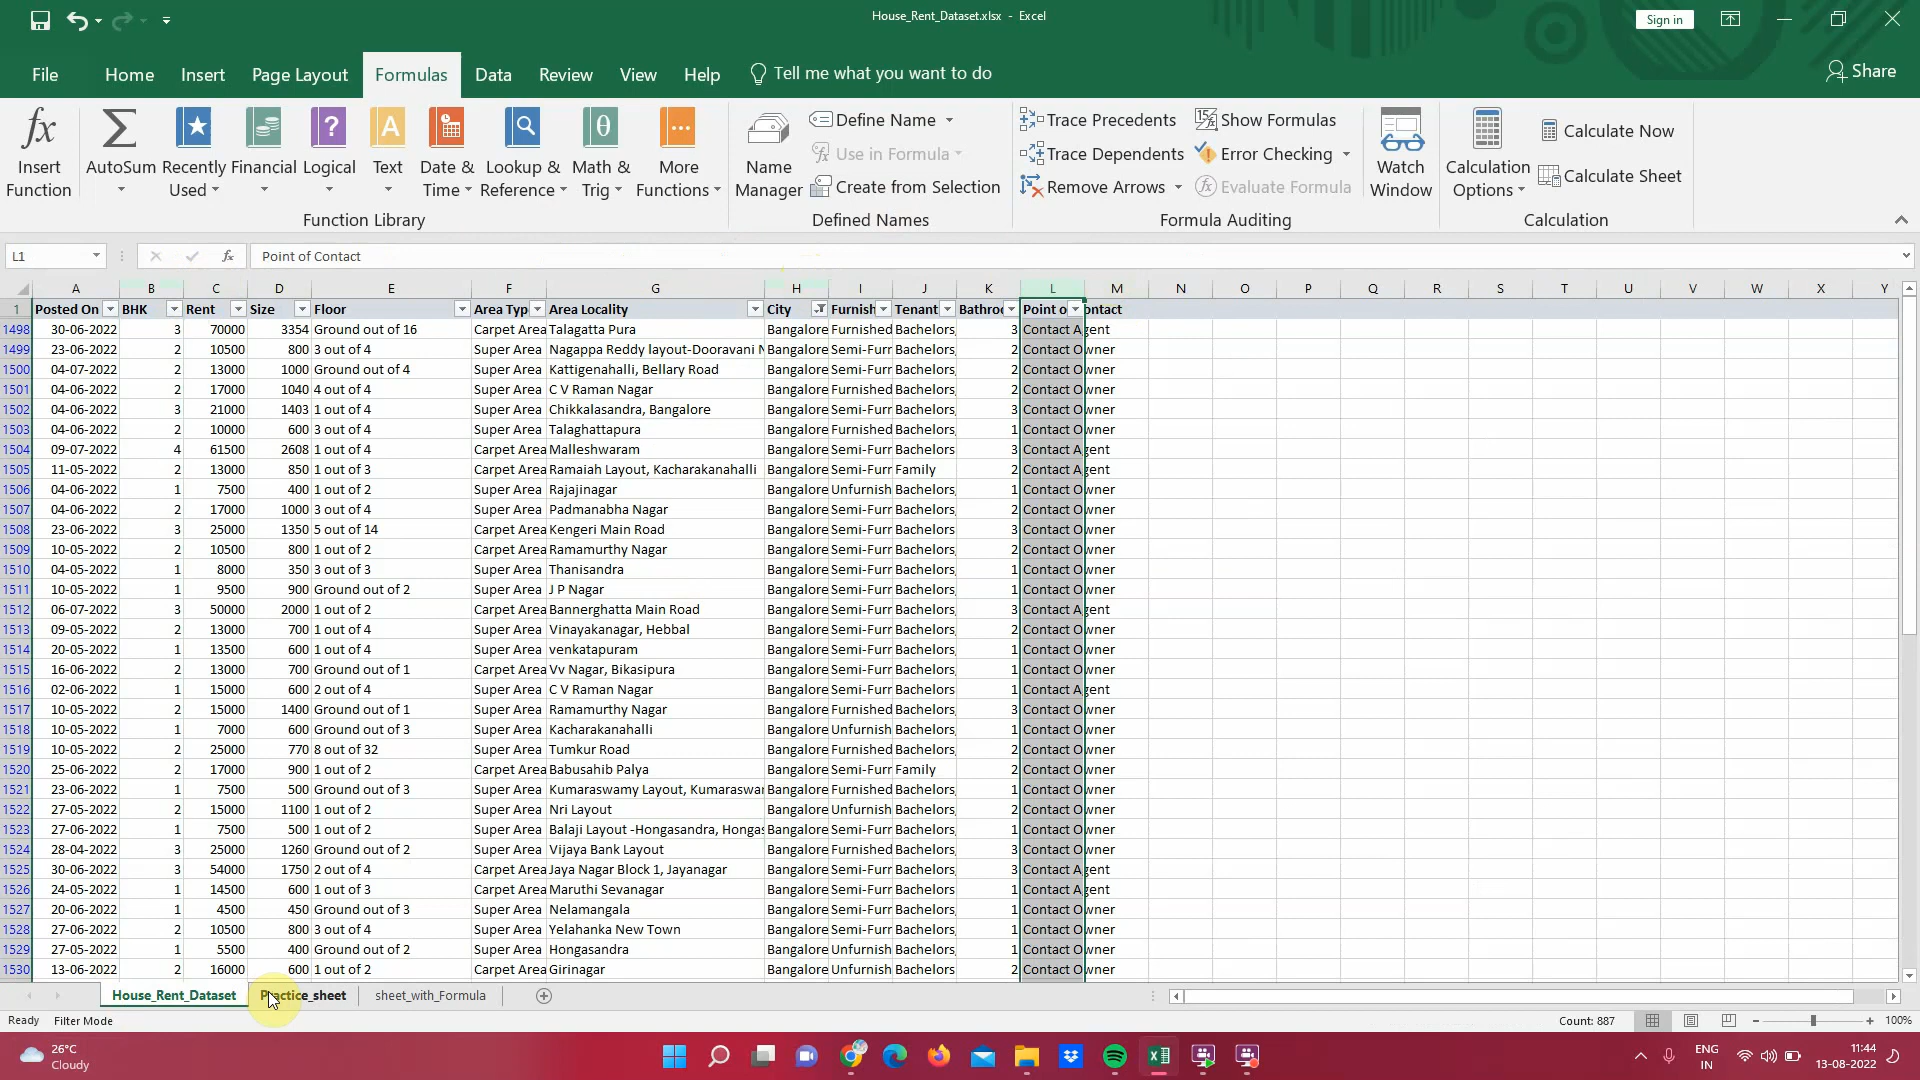 House_Rent_Dataset.xlsx - Excel
Sign in
File Home Insert Page Layout Formulas Data Review View Help Tell me what you want to do
Share
Insert Function
AutoSum
Recently Used
Financial
Logical
Text
Date & Time
Lookup & Reference
Math & Trig
More Functions
Function Library
Name Manager
Define Name
Use in Formula
Create from Selection
Defined Names
Trace Precedents
Trace Dependents
Remove Arrows
Show Formulas
Error Checking
Evaluate Formula
Formula Auditing
Watch Window
Calculation Options
Calculate Now
Calculate Sheet
Calculation
L1 fx Point of Contact
A B C D E F G H I J K L M N O P Q R S T U V W X Y
1 Posted On BHK Rent Size Floor Area Typ Area Locality City Furnish Tenant Bathroo Point o ontact
1498 30-06-2022 3 70000 3354 Ground out of 16 Carpet Area Talagatta Pura Bangalore Furnished Bachelors, 3 Contact Agent
1499 23-06-2022 2 10500 800 3 out of 4 Super Area Nagappa Reddy layout-Dooravani N Bangalore Semi-Furr Bachelors, 2 Contact Owner
1500 04-07-2022 2 13000 1000 Ground out of 4 Super Area Kattigenahalli, Bellary Road Bangalore Semi-Furr Bachelors, 2 Contact Owner
1501 04-06-2022 2 17000 1040 4 out of 4 Super Area C V Raman Nagar Bangalore Furnished Bachelors, 2 Contact Owner
1502 04-06-2022 3 21000 1403 1 out of 4 Super Area Chikkalasandra, Bangalore Bangalore Semi-Furr Bachelors, 3 Contact Owner
1503 04-06-2022 2 10000 600 3 out of 4 Super Area Talaghattapura Bangalore Furnished Bachelors, 1 Contact Owner
1504 09-07-2022 4 61500 2608 1 out of 4 Carpet Area Malleshwaram Bangalore Semi-Furr Bachelors 3 Contact Agent
1505 11-05-2022 2 13000 850 1 out of 3 Carpet Area Ramaiah Layout, Kacharakanahalli Bangalore Semi-Furr Family 2 Contact Agent
1506 04-06-2022 1 7500 400 1 out of 2 Super Area Rajajinagar Bangalore Unfurnish Bachelors, 1 Contact Owner
1507 04-06-2022 2 17000 1000 3 out of 4 Super Area Padmanabha Nagar Bangalore Semi-Furr Bachelors, 2 Contact Owner
1508 23-06-2022 3 25000 1350 5 out of 14 Carpet Area Kengeri Main Road Bangalore Semi-Furr Bachelors, 3 Contact Owner
1509 10-05-2022 2 10500 800 1 out of 2 Carpet Area Ramamurthy Nagar Bangalore Semi-Furr Bachelors, 2 Contact Owner
1510 04-05-2022 1 8000 350 3 out of 3 Super Area Thanisandra Bangalore Semi-Furr Bachelors, 1 Contact Owner
1511 10-05-2022 1 9500 900 Ground out of 2 Super Area J P Nagar Bangalore Semi-Furr Bachelors, 1 Contact Owner
1512 06-07-2022 3 50000 2000 1 out of 2 Carpet Area Bannerghatta Main Road Bangalore Semi-Furr Bachelors, 3 Contact Agent
1513 09-05-2022 2 13000 700 1 out of 4 Super Area Vinayakanagar, Hebbal Bangalore Semi-Furr Bachelors, 2 Contact Owner
1514 20-05-2022 1 13500 600 1 out of 4 Super Area venkatapuram Bangalore Semi-Furr Bachelors, 1 Contact Owner
1515 16-06-2022 2 13000 700 Ground out of 1 Carpet Area Vv Nagar, Bikasipura Bangalore Semi-Furr Bachelors, 1 Contact Owner
1516 02-06-2022 1 15000 600 2 out of 4 Super Area C V Raman Nagar Bangalore Semi-Furr Bachelors 1 Contact Agent
1517 10-05-2022 2 15000 1400 Ground out of 1 Super Area Ramamurthy Nagar Bangalore Furnished Bachelors, 3 Contact Owner
1518 10-05-2022 1 7000 600 Ground out of 3 Super Area Kacharakanahalli Bangalore Unfurnish Bachelors, 1 Contact Owner
1519 10-05-2022 2 25000 770 8 out of 32 Super Area Tumkur Road Bangalore Furnished Bachelors, 2 Contact Owner
1520 25-06-2022 2 17000 900 1 out of 2 Carpet Area Babusahib Palya Bangalore Semi-Furr Family 2 Contact Owner
1521 23-06-2022 1 7500 500 Ground out of 3 Super Area Kumaraswamy Layout, Kumaraswar Bangalore Furnished Bachelors, 1 Contact Owner
1522 27-05-2022 2 15000 1100 1 out of 2 Super Area Nri Layout Bangalore Unfurnish Bachelors, 2 Contact Owner
1523 27-06-2022 1 7500 500 1 out of 2 Super Area Balaji Layout -Hongasandra, Hongas Bangalore Semi-Furr Bachelors, 1 Contact Owner
1524 28-04-2022 3 25000 1260 Ground out of 2 Super Area Vijaya Bank Layout Bangalore Furnished Bachelors, 3 Contact Owner
1525 30-06-2022 3 54000 1750 2 out of 4 Carpet Area Jaya Nagar Block 1, Jayanagar Bangalore Semi-Furr Bachelors, 3 Contact Agent
1526 24-05-2022 1 14500 600 1 out of 3 Carpet Area Maruthi Sevanagar Bangalore Semi-Furr Bachelors, 1 Contact Agent
1527 20-06-2022 1 4500 450 Ground out of 3 Super Area Nelamangala Bangalore Semi-Furr Bachelors, 1 Contact Owner
1528 27-06-2022 2 10500 800 3 out of 4 Super Area Yelahanka New Town Bangalore Semi-Furr Bachelors, 2 Contact Owner
1529 27-05-2022 1 5500 400 Ground out of 2 Super Area Hongasandra Bangalore Unfurnish Bachelors, 1 Contact Owner
1530 13-06-2022 2 16000 600 1 out of 2 Carpet Area Girinagar Bangalore Unfurnish Bachelors, 2 Contact Owner
House_Rent_Dataset Practice_sheet sheet_with_Formula
Ready Filter Mode Count: 887 100%
26°C
Cloudy
ENG
IN
11:44
13-08-2022